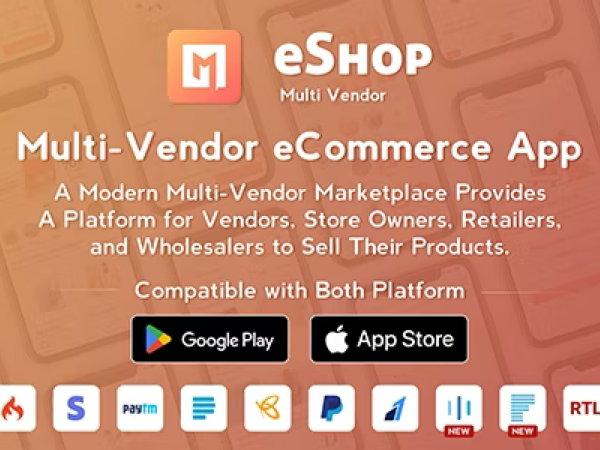 eShop
Multi Vendor
Multi-Vendor eCommerce App
A Modern Multi-Vendor Marketplace Provides
A Platform for Vendors, Store Owners, Retailers,
and Wholesalers to Sell Their Products.
Compatible with Both Platform
Google Play
App Store
S
Paytm
NEW
NEW
RTL